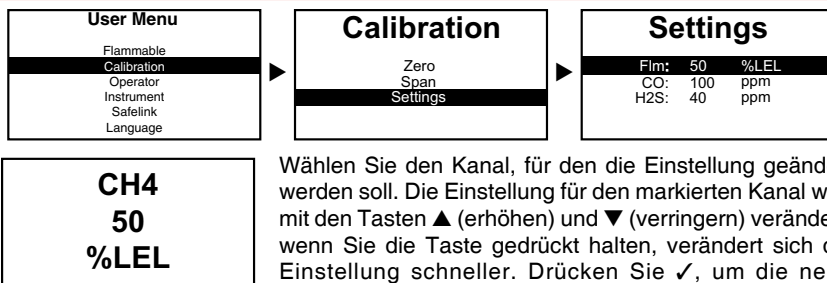 User Menu
Flammable
Calibration
Operator
Instrument
Safelink
Language
Calibration
Zero
Span
Settings
Settings
Flm: 50 %LEL
CO: 100 ppm
H2S: 40 ppm
CH4
50
%LEL
Wählen Sie den Kanal, für den die Einstellung geänd
werden soll. Die Einstellung für den markierten Kanal w
mit den Tasten ▲ (erhöhen) und ▼ (verringern) verände
wenn Sie die Taste gedrückt halten, verändert sich d
Einstellung schneller. Drücken Sie ✓, um die ne